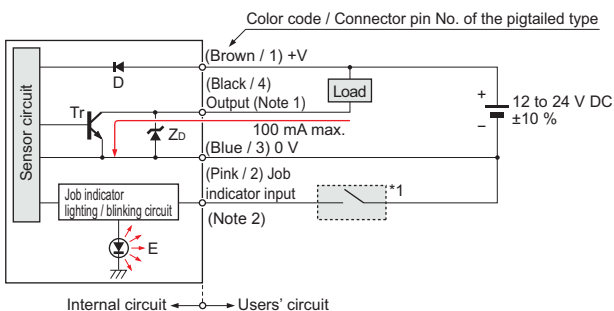 Color code / Connector pin No. of the pigtailed type
(Brown / 1) +V
D
(Black / 4)
Output (Note 1)
Load
+
12 to 24 V DC
±10 %
−
Tr
ZD
100 mA max.
Sensor circuit
(Blue / 3) 0 V
(Pink / 2) Job
indicator input
*1
Job indicator
lighting / blinking circuit
(Note 2)
E
Internal circuit
Users' circuit